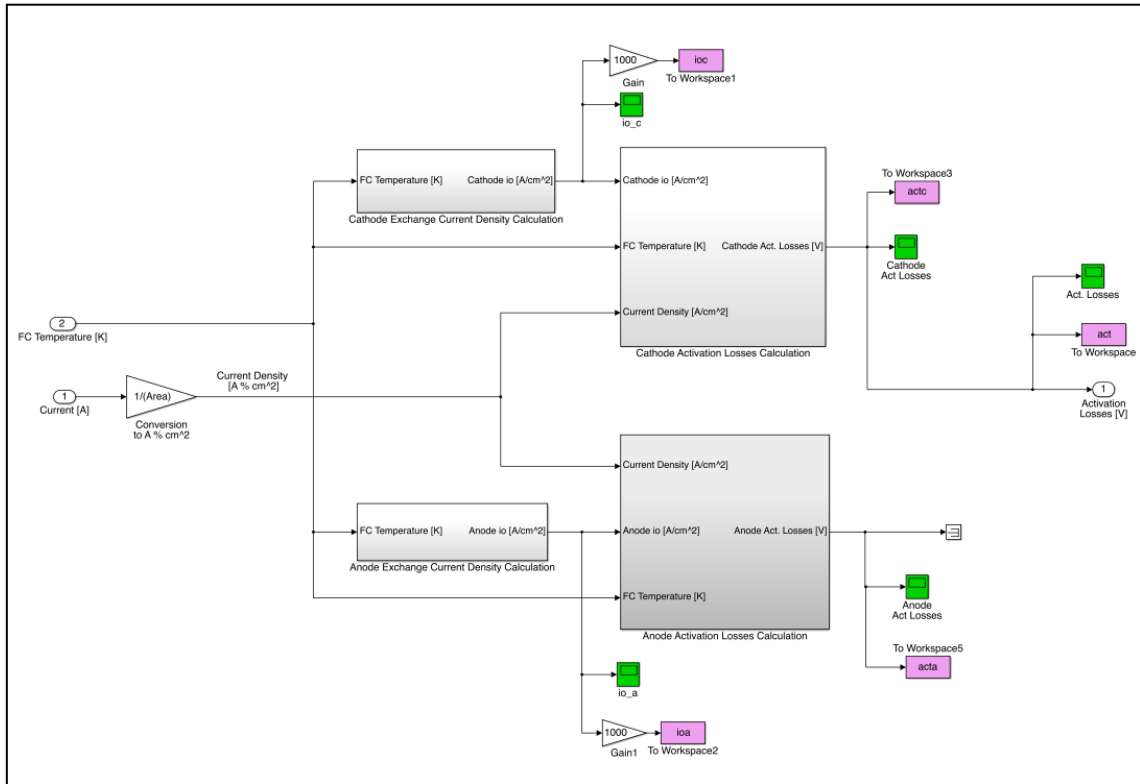 1000
Gain
ioc
To Workspace1
io_c
FC Temperature [K]
Cathode io [A/cm^2]
Cathode Exchange Current Density Calculation
Cathode io [A/cm^2]
FC Temperature [K]
Current Density [A/cm^2]
Cathode Act. Losses [V]
Cathode Activation Losses Calculation
To Workspace3
actc
Cathode
Act Losses
Act. Losses
act
To Workspace
1
Activation
Losses [V]
2
FC Temperature [K]
1
Current [A]
1/(Area)
Conversion
to A % cm^2
Current Density
[A % cm^2]
Current Density [A/cm^2]
Anode io [A/cm^2]
FC Temperature [K]
Anode Act. Losses [V]
Anode Activation Losses Calculation
FC Temperature [K]
Anode io [A/cm^2]
Anode Exchange Current Density Calculation
Anode
Act Losses
To Workspace5
acta
io_a
1000
Gain1
ioa
To Workspace2